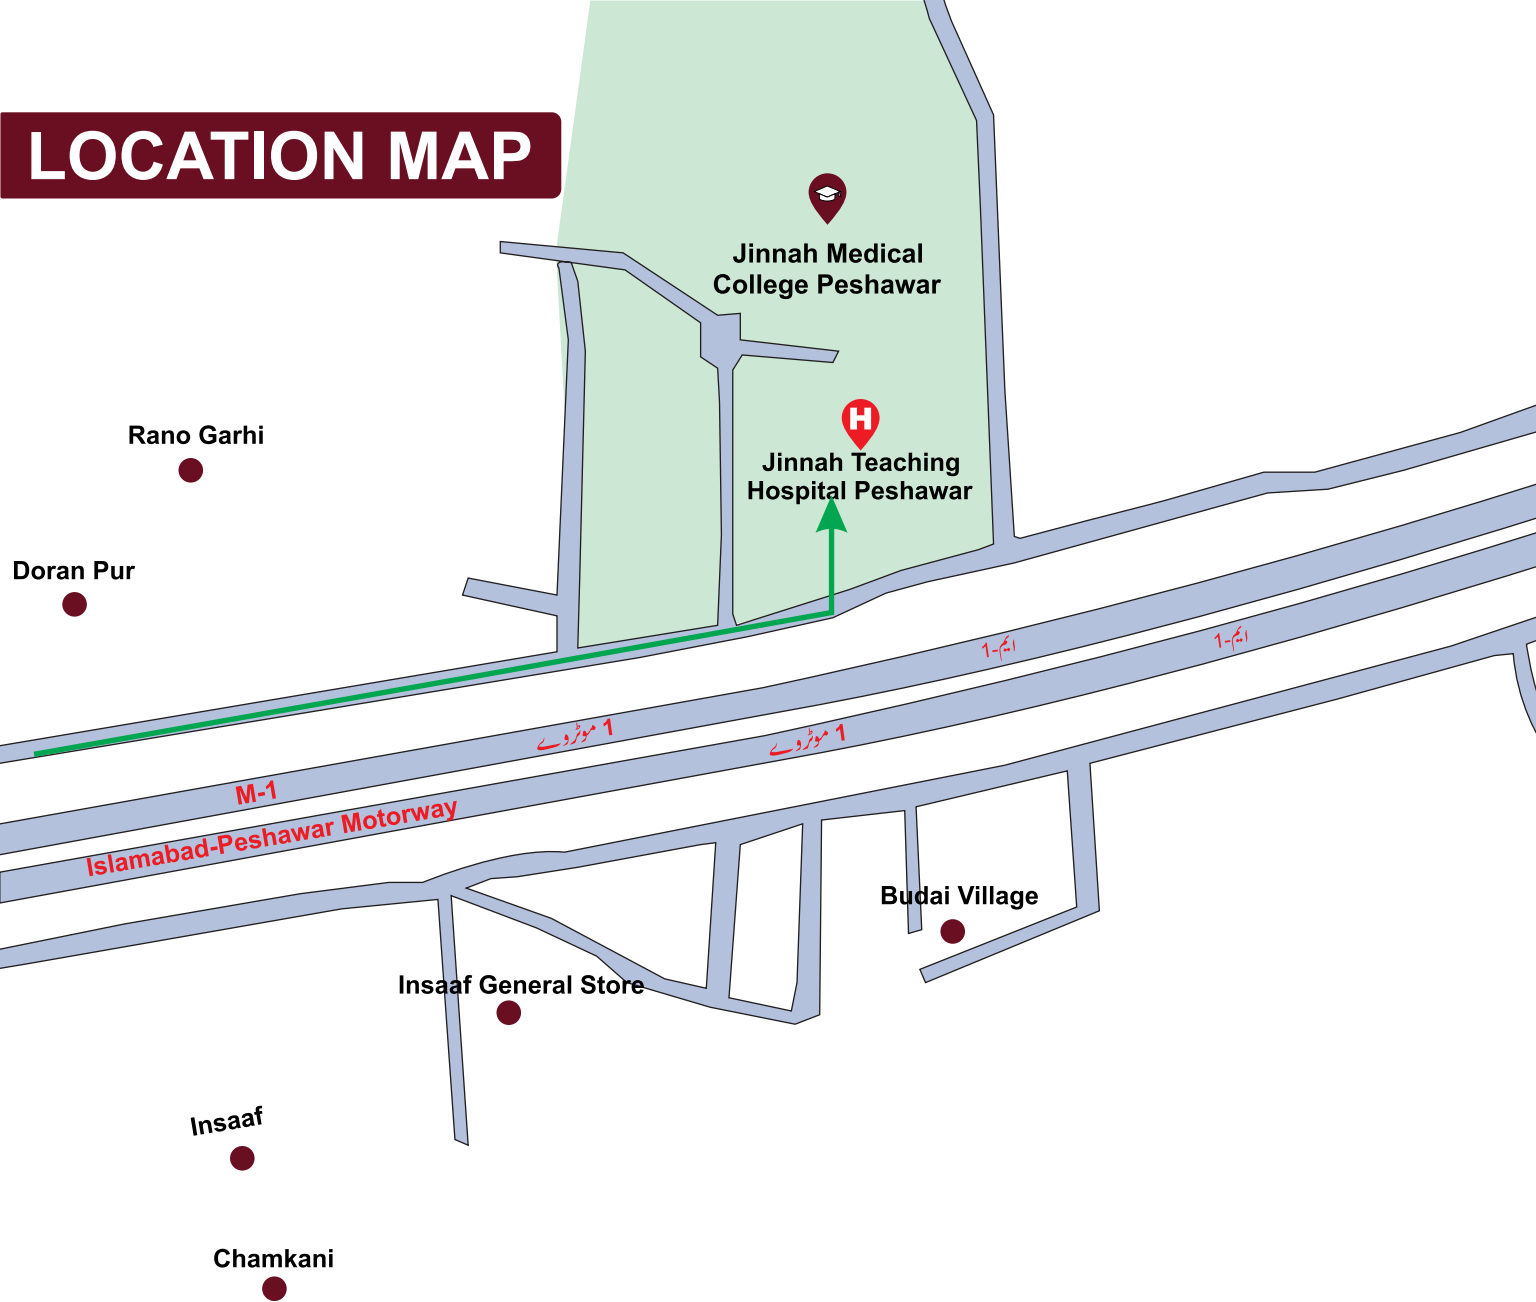 LOCATION MAP
Jinnah Medical
College Peshawar
H
Jinnah Teaching
Hospital Peshawar
Rano Garhi
Doran Pur
ایم-1
ایم-1
موٹروے 1
موٹروے 1
M-1
Islamabad-Peshawar Motorway
Budai Village
Insaaf General Store
Insaaf
Chamkani